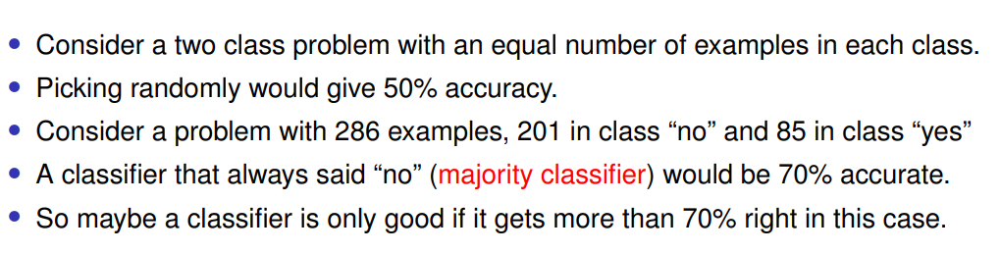 • Consider a two class problem with an equal number of examples in each class.
• Picking randomly would give 50% accuracy.
• Consider a problem with 286 examples, 201 in class “no” and 85 in class “yes”
• A classifier that always said “no” (majority classifier) would be 70% accurate.
• So maybe a classifier is only good if it gets more than 70% right in this case.